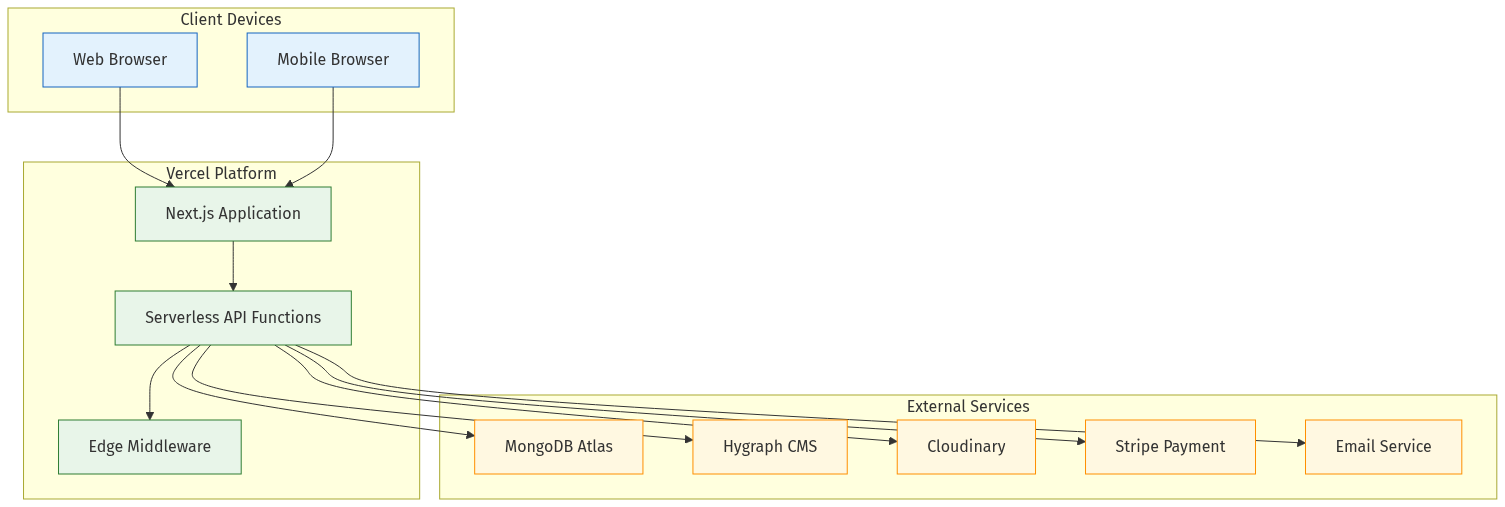 Client Devices
Web Browser
Mobile Browser
Vercel Platform
Next.js Application
Serverless API Functions
Edge Middleware
External Services
MongoDB Atlas
Hygraph CMS
Cloudinary
Stripe Payment
Email Service